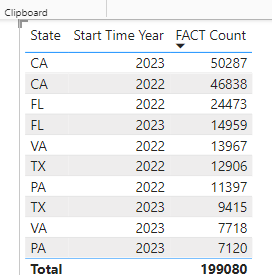 Clipboard
State Start Time Year FACT Count
CA 2023 50287
CA 2022 46838
FL 2022 24473
FL 2023 14959
VA 2022 13967
TX 2022 12906
PA 2022 11397
TX 2023 9415
VA 2023 7718
PA 2023 7120
Total 199080